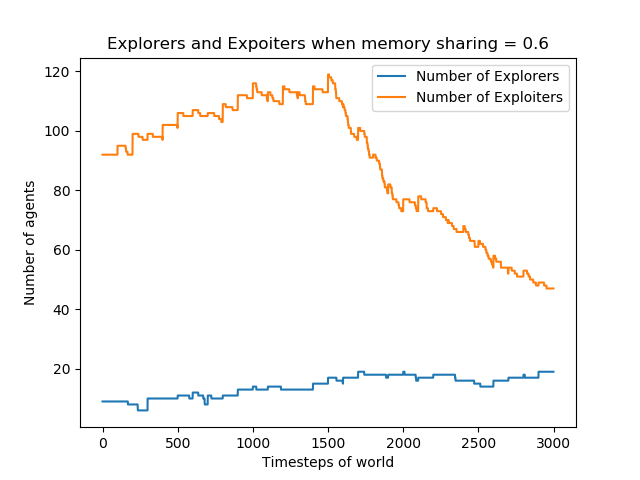 Explorers and Expoiters when memory sharing = 0.6
Number of Explorers
Number of Exploiters
Number of agents
120
100
80
60
40
20
0 500 1000 1500 2000 2500 3000
Timesteps of world